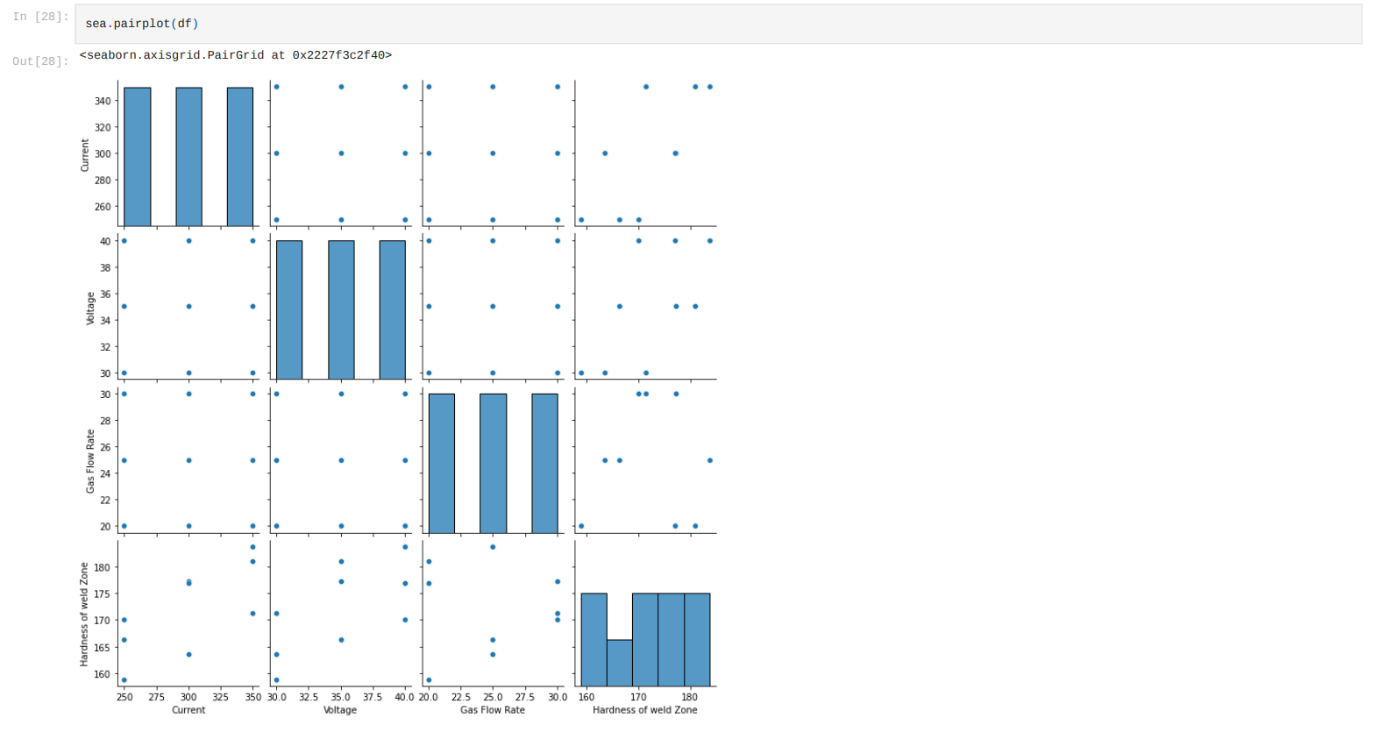 In [28]:
sea.pairplot(df)
Out[28]:
<seaborn.axisgrid.PairGrid at 0x2227f3c2f40>
340
320
300
280
260
Current
40
38
36
34
32
30
Voltage
30
28
26
24
22
20
Gas Flow Rate
180
175
170
165
160
Hardness of weld Zone
250 275 300 325 350
Current
30.0 32.5 35.0 37.5 40.0
Voltage
20.0 22.5 25.0 27.5 30.0
Gas Flow Rate
160 170 180
Hardness of weld Zone